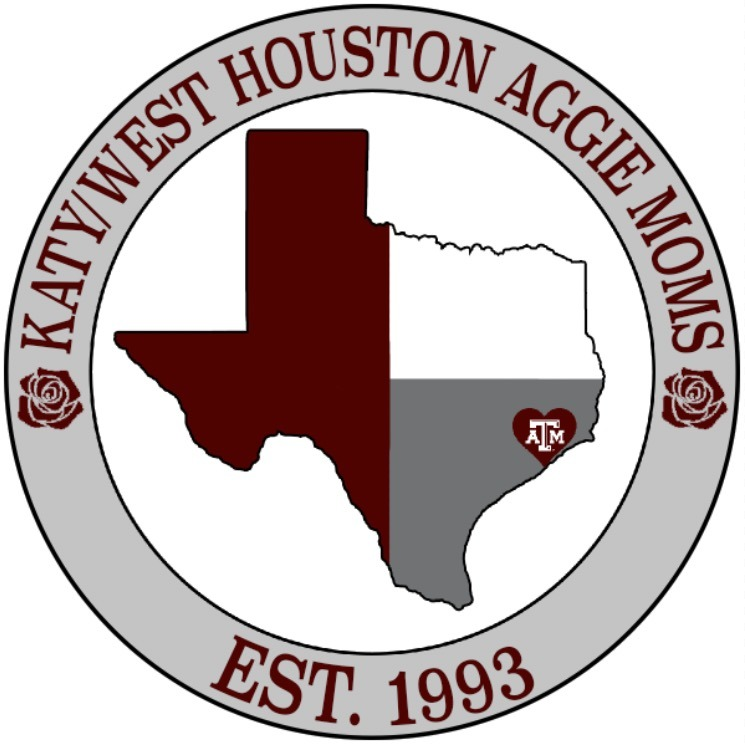 KATY/WEST HOUSTON AGGIE MOMS
ATM
EST. 1993